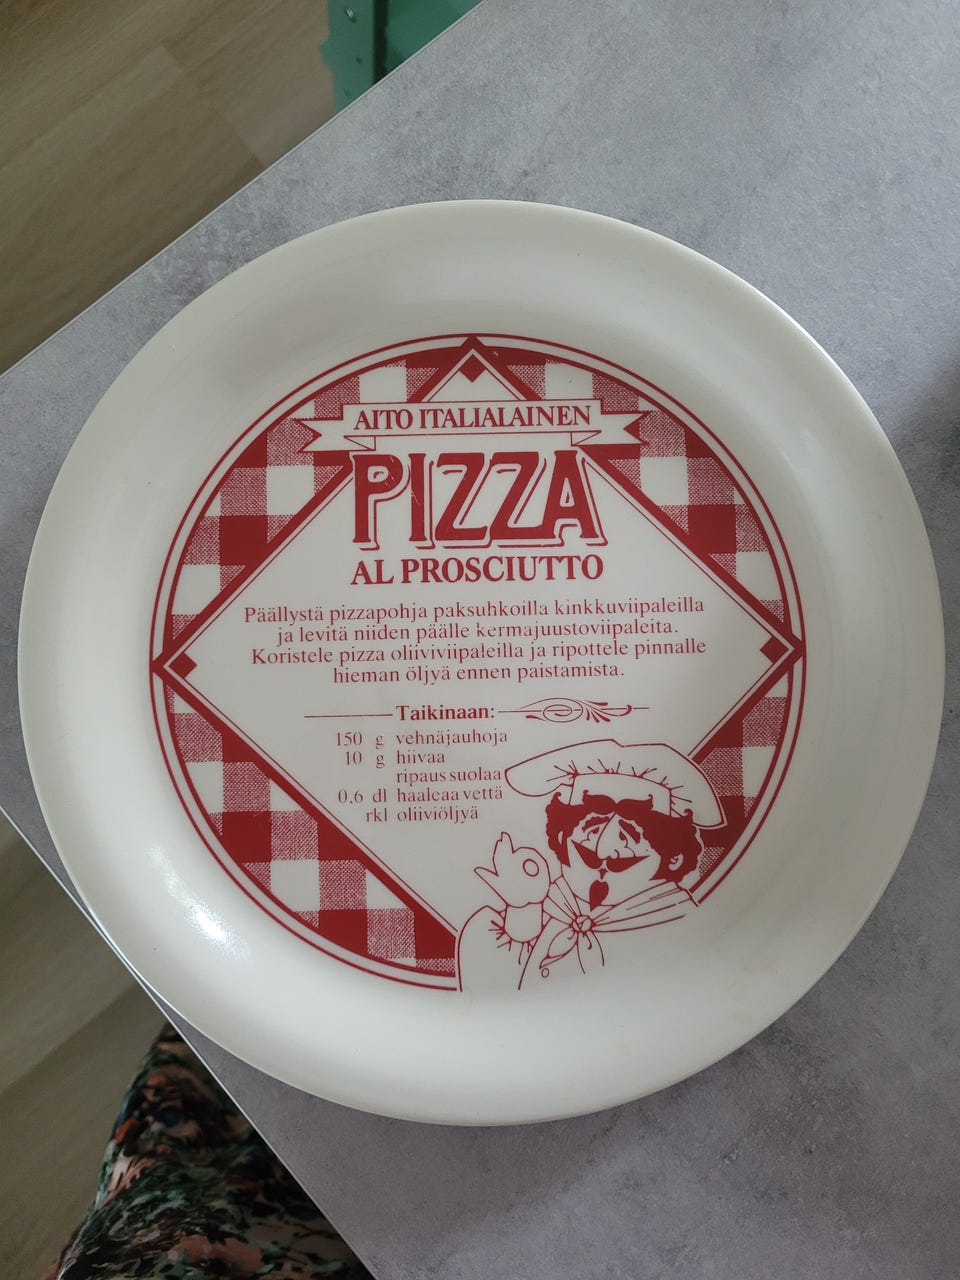 AITO ITALIALAINEN
PIZZA
AL PROSCIUTTO
Päällystä pizzapohja paksuhkoilla kinkkuviipaleilla
ja levitä niiden päälle kermajuustoviipaleita.
Koristele pizza oliiviviipaleilla ja ripottele pinnalle
hieman öljyä ennen paistamista.
Taikinaan:
150 g vehnäjauhoja
10 g hiivaa
ripaus suolaa
0,6 dl haaleaa vettä
rkl oliiviöljyä